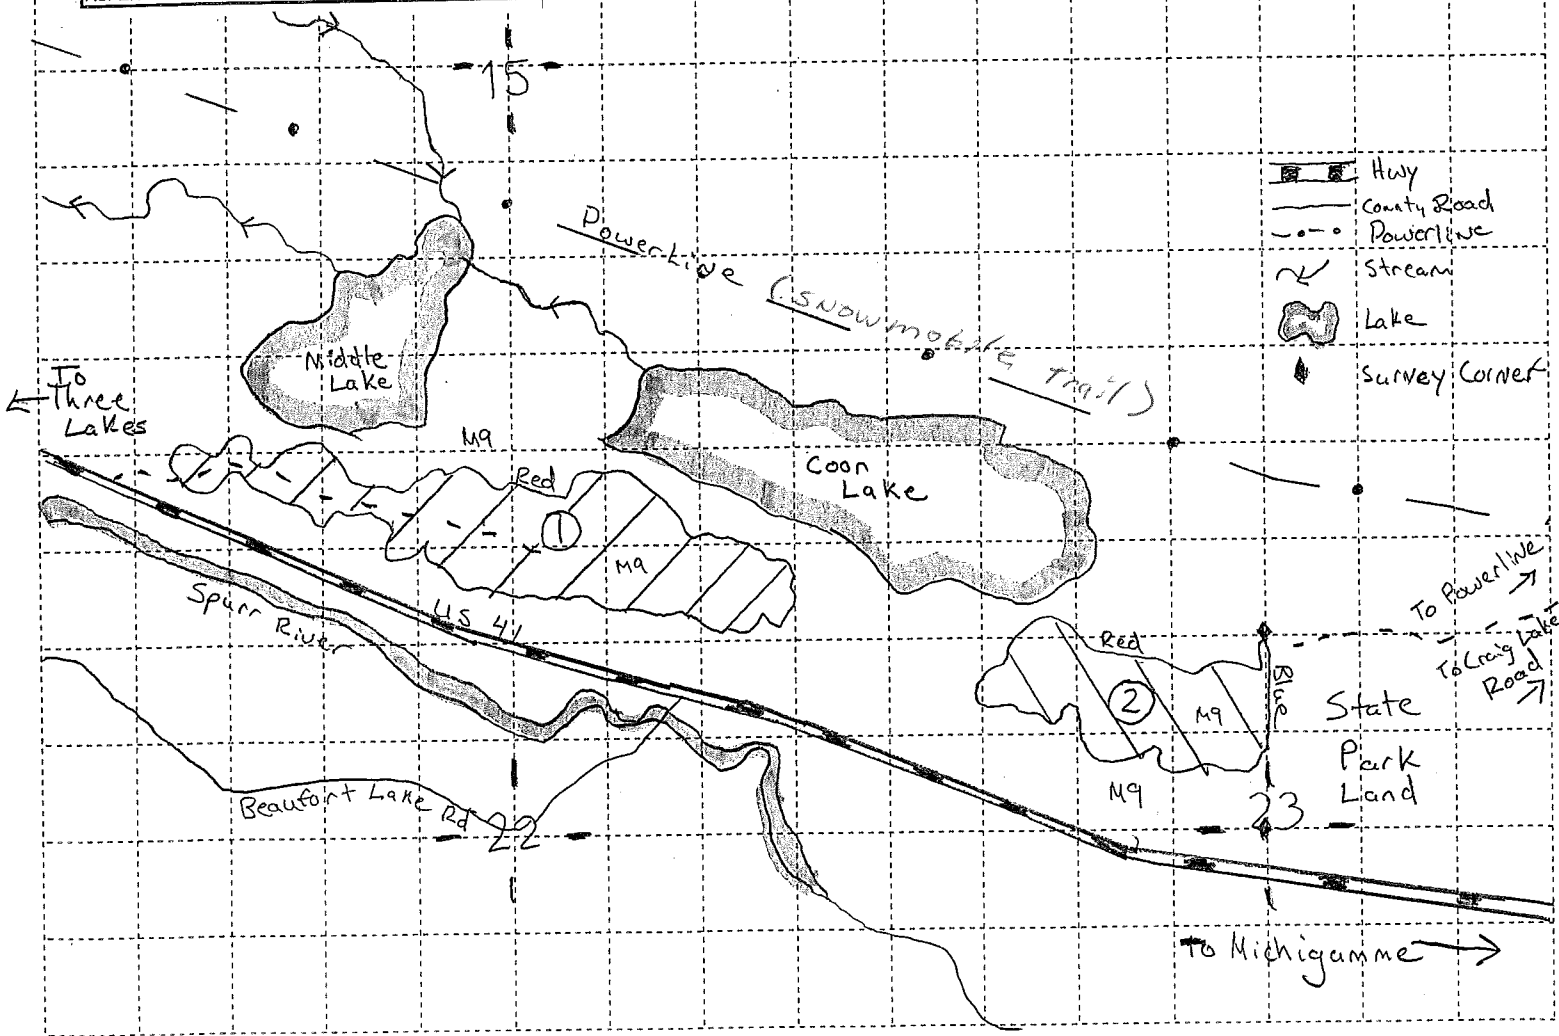 15
Hwy
County Road
Powerline
Stream
Lake
Survey Corner
PowerLine (snowmobile trail)
Middle
Lake
To
Three
Lakes
M9
Red
1
M9
Coon
Lake
Spurr River
US 41
To Powerline
To Craig Lake
Road
Red
Blue
2
M9
State
Park
Land
M9
Beaufort Lake Rd
22
23
To Michigamme